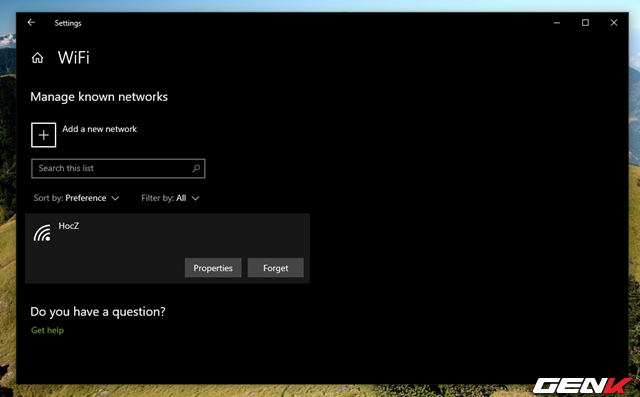 Settings
WiFi
Manage known networks
Add a new network
Search this list
Sort by: Preference Filter by: All
HocZ
Properties Forget
Do you have a question?
Get help
GENK